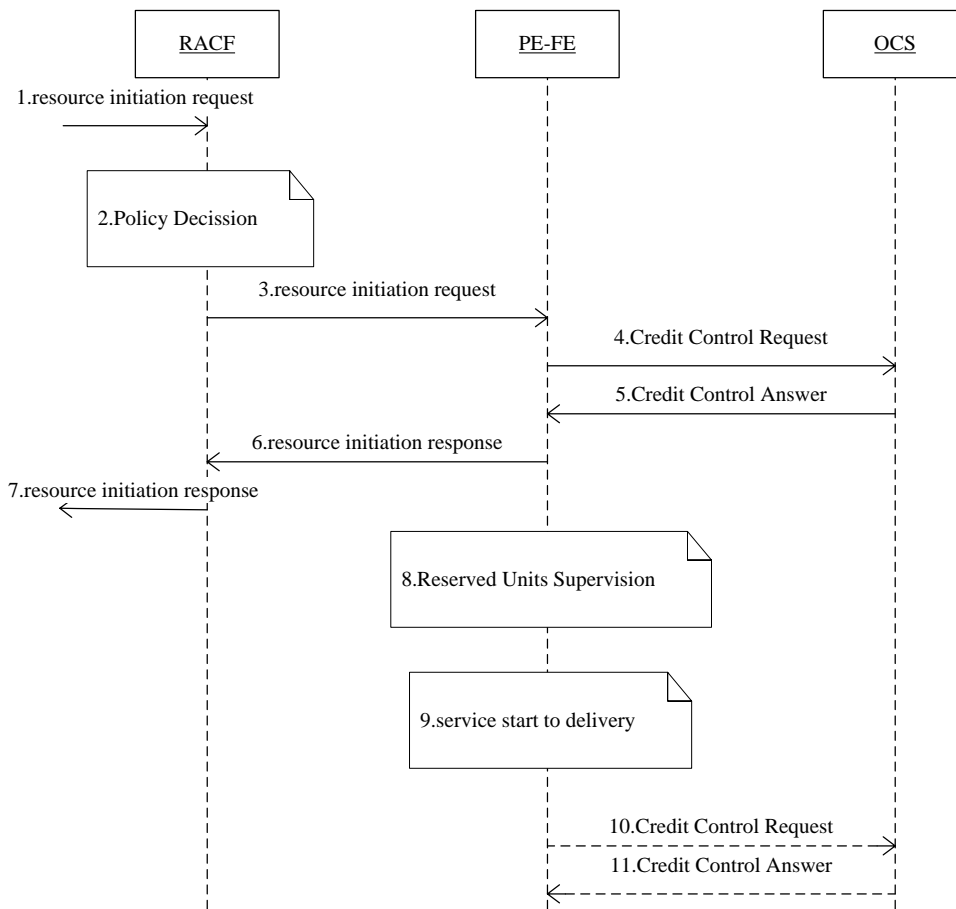 RACF
PE-FE
OCS
1.resource initiation request
2.Policy Decission
3.resource initiation request
4.Credit Control Request
5.Credit Control Answer
6.resource initiation response
7.resource initiation response
8.Reserved Units Supervision
9.service start to delivery
10.Credit Control Request
11.Credit Control Answer